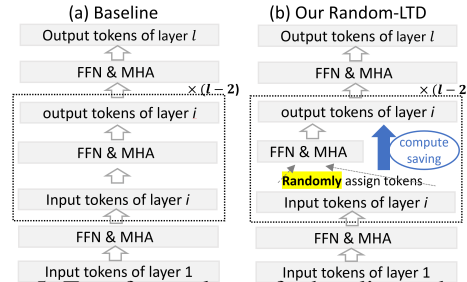 (a) Baseline
Output tokens of layer l
FFN & MHA
× (l − 2)
output tokens of layer i
FFN & MHA
Input tokens of layer i
FFN & MHA
Input tokens of layer 1
(b) Our Random-LTD
Output tokens of layer l
FFN & MHA
× (l − 2
output tokens of layer i
compute
saving
FFN & MHA
Randomly assign tokens
Input tokens of layer i
FFN & MHA
Input tokens of layer 1